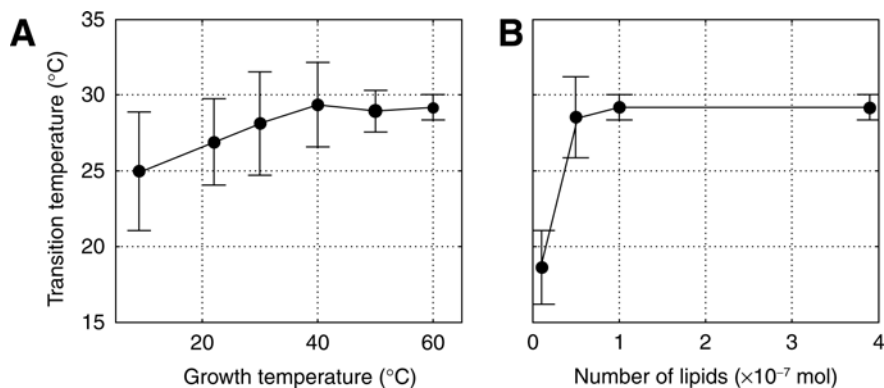 A
B
Transition temperature (°C)
35
30
25
20
15
20
40
60
Growth temperature (°C)
0
1
2
3
4
Number of lipids (×10⁻⁷ mol)